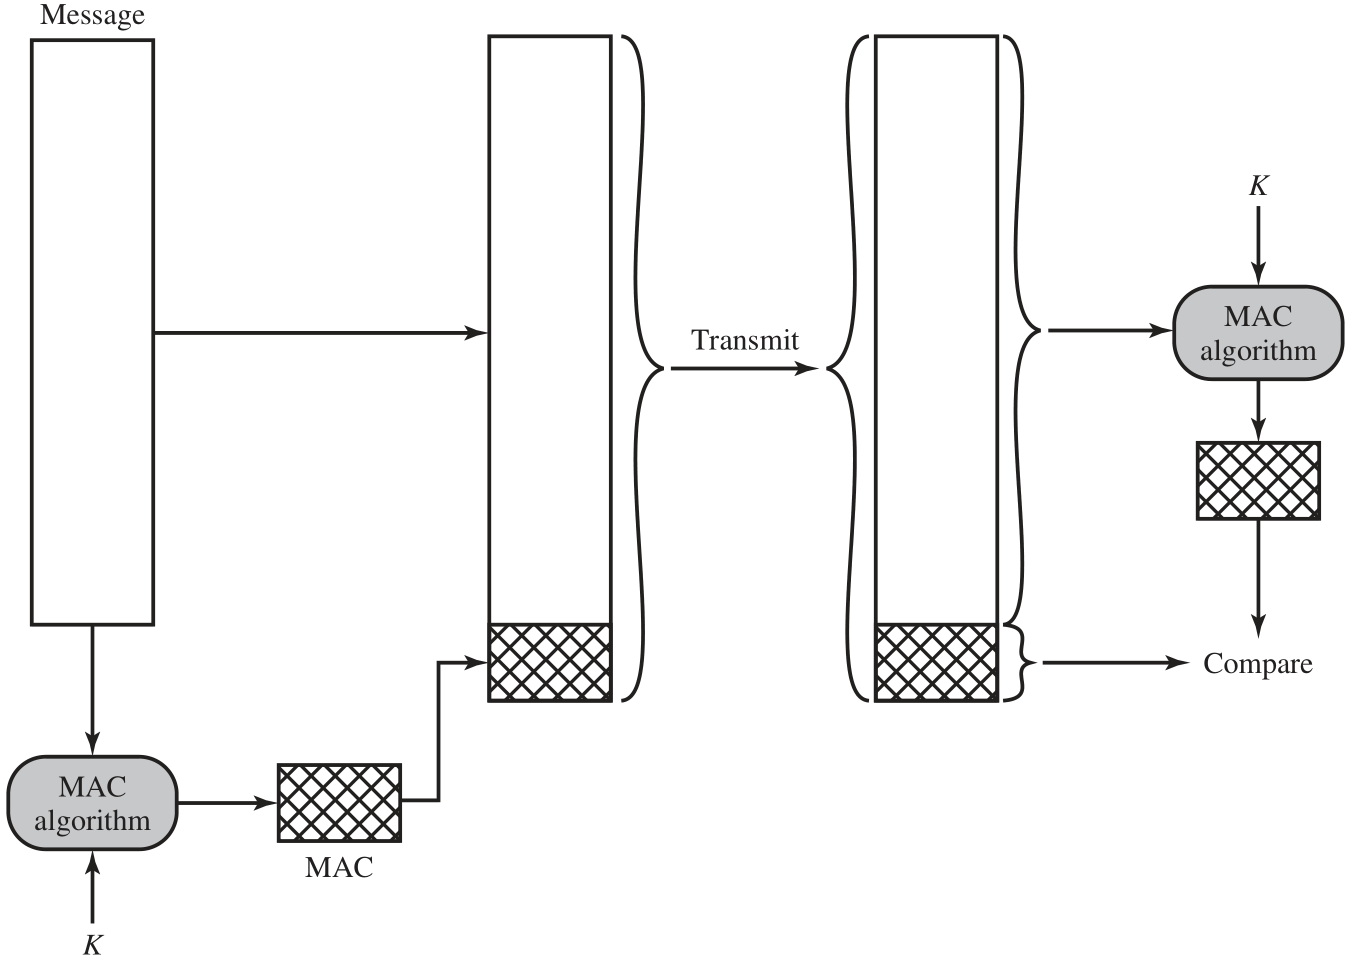 Message
K
Transmit
MAC
algorithm
Compare
MAC
algorithm
MAC
K